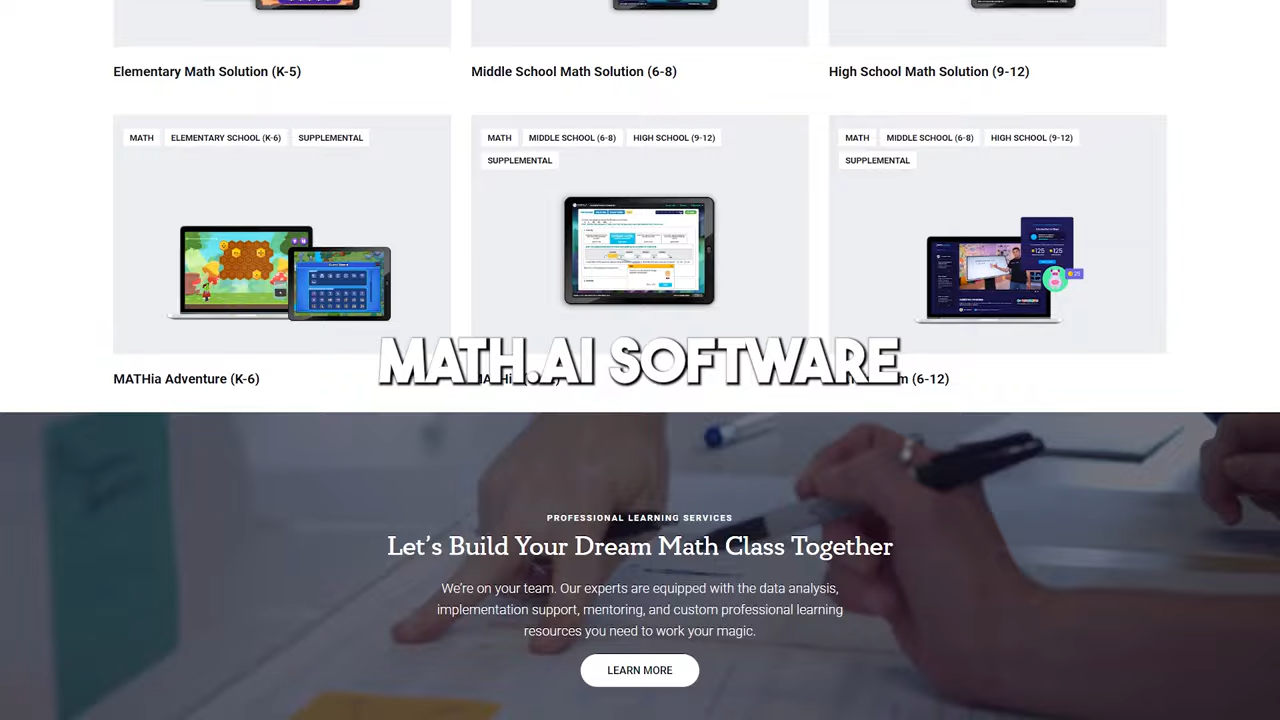 Elementary Math Solution (K-5)
Middle School Math Solution (6-8)
High School Math Solution (9-12)
MATH ELEMENTARY SCHOOL (K-6) SUPPLEMENTAL
MATH MIDDLE SCHOOL (6-8) HIGH SCHOOL (9-12)
SUPPLEMENTAL
MATH MIDDLE SCHOOL (6-8) HIGH SCHOOL (9-12)
SUPPLEMENTAL
MATH.AI SOFTWARE
MATHia Adventure (K-6)
(6-12)
PROFESSIONAL LEARNING SERVICES
Let's Build Your Dream Math Class Together
We're on your team. Our experts are equipped with the data analysis,
implementation support, mentoring, and custom professional learning
resources you need to work your magic.
LEARN MORE